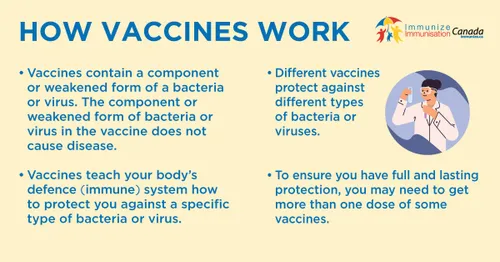 HOW VACCINES WORK
Immunize
Immunisation
Canada
immunize.ca
• Vaccines contain a component
or weakened form of a bacteria
or virus. The component or
weakened form of bacteria or
virus in the vaccine does not
cause disease.
• Vaccines teach your body's
defence (immune) system how
to protect you against a specific
type of bacteria or virus.
• Different vaccines
protect against
different types
of bacteria or
viruses.
• To ensure you have full and lasting
protection, you may need to get
more than one dose of some
vaccines.